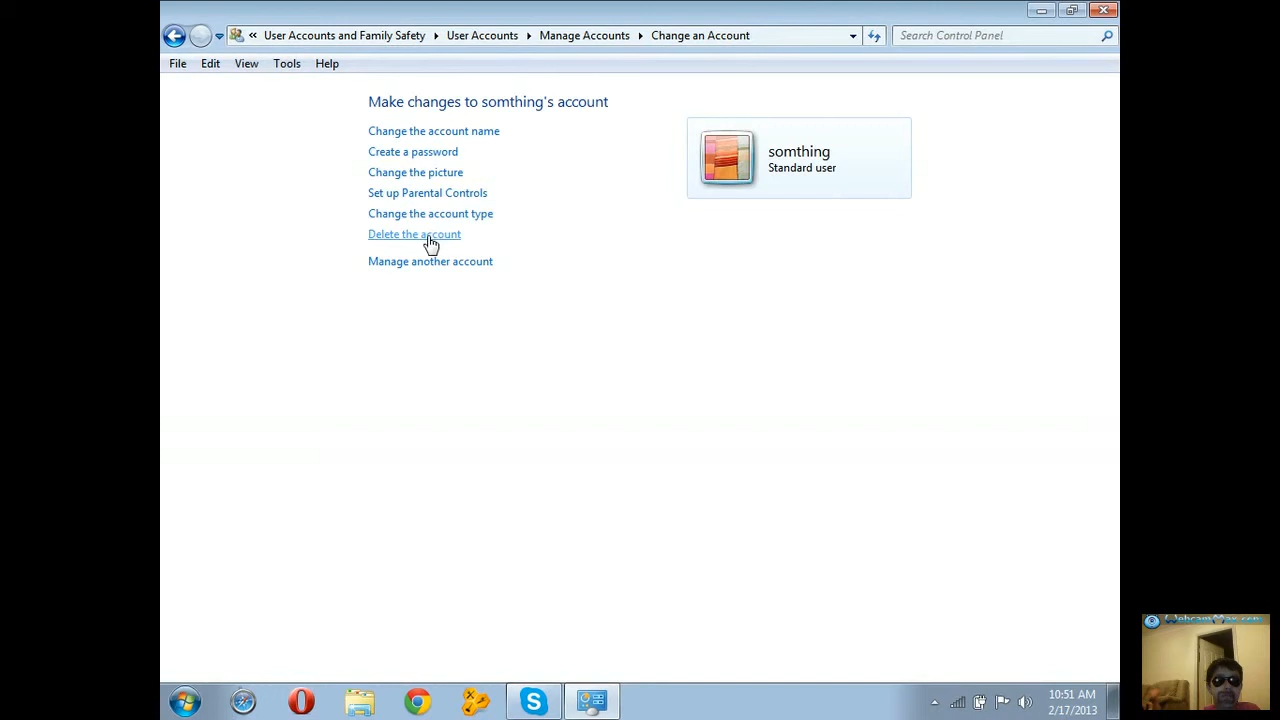 « User Accounts and Family Safety User Accounts Manage Accounts Change an Account Search Control Panel
File Edit View Tools Help
Make changes to somthing's account
Change the account name
Create a password
Change the picture
Set up Parental Controls
Change the account type
Delete the account
Manage another account
somthing
Standard user
WebcamMax.com
10:51 AM
2/17/2013